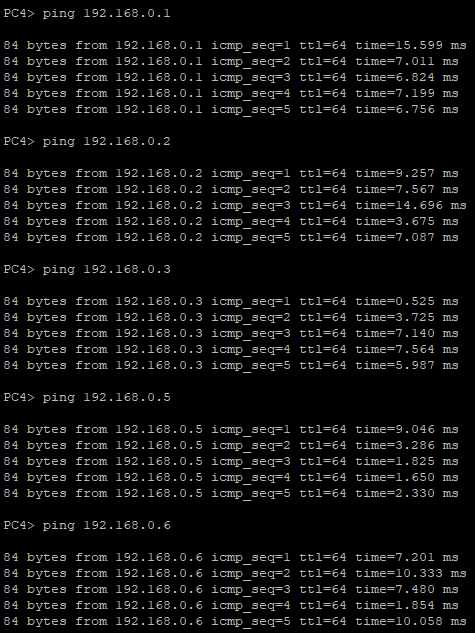 PC4> ping 192.168.0.1
84 bytes from 192.168.0.1 icmp_seq=1 ttl=64 time=15.599 ms
84 bytes from 192.168.0.1 icmp_seq=2 ttl=64 time=7.011 ms
84 bytes from 192.168.0.1 icmp_seq=3 ttl=64 time=6.824 ms
84 bytes from 192.168.0.1 icmp_seq=4 ttl=64 time=7.199 ms
84 bytes from 192.168.0.1 icmp_seq=5 ttl=64 time=6.756 ms
PC4> ping 192.168.0.2
84 bytes from 192.168.0.2 icmp_seq=1 ttl=64 time=9.257 ms
84 bytes from 192.168.0.2 icmp_seq=2 ttl=64 time=7.567 ms
84 bytes from 192.168.0.2 icmp_seq=3 ttl=64 time=14.696 ms
84 bytes from 192.168.0.2 icmp_seq=4 ttl=64 time=3.675 ms
84 bytes from 192.168.0.2 icmp_seq=5 ttl=64 time=7.087 ms
PC4> ping 192.168.0.3
84 bytes from 192.168.0.3 icmp_seq=1 ttl=64 time=0.525 ms
84 bytes from 192.168.0.3 icmp_seq=2 ttl=64 time=3.725 ms
84 bytes from 192.168.0.3 icmp_seq=3 ttl=64 time=7.140 ms
84 bytes from 192.168.0.3 icmp_seq=4 ttl=64 time=7.564 ms
84 bytes from 192.168.0.3 icmp_seq=5 ttl=64 time=5.987 ms
PC4> ping 192.168.0.5
84 bytes from 192.168.0.5 icmp_seq=1 ttl=64 time=9.046 ms
84 bytes from 192.168.0.5 icmp_seq=2 ttl=64 time=3.286 ms
84 bytes from 192.168.0.5 icmp_seq=3 ttl=64 time=1.825 ms
84 bytes from 192.168.0.5 icmp_seq=4 ttl=64 time=1.650 ms
84 bytes from 192.168.0.5 icmp_seq=5 ttl=64 time=2.330 ms
PC4> ping 192.168.0.6
84 bytes from 192.168.0.6 icmp_seq=1 ttl=64 time=7.201 ms
84 bytes from 192.168.0.6 icmp_seq=2 ttl=64 time=10.333 ms
84 bytes from 192.168.0.6 icmp_seq=3 ttl=64 time=7.480 ms
84 bytes from 192.168.0.6 icmp_seq=4 ttl=64 time=1.854 ms
84 bytes from 192.168.0.6 icmp_seq=5 ttl=64 time=10.058 ms